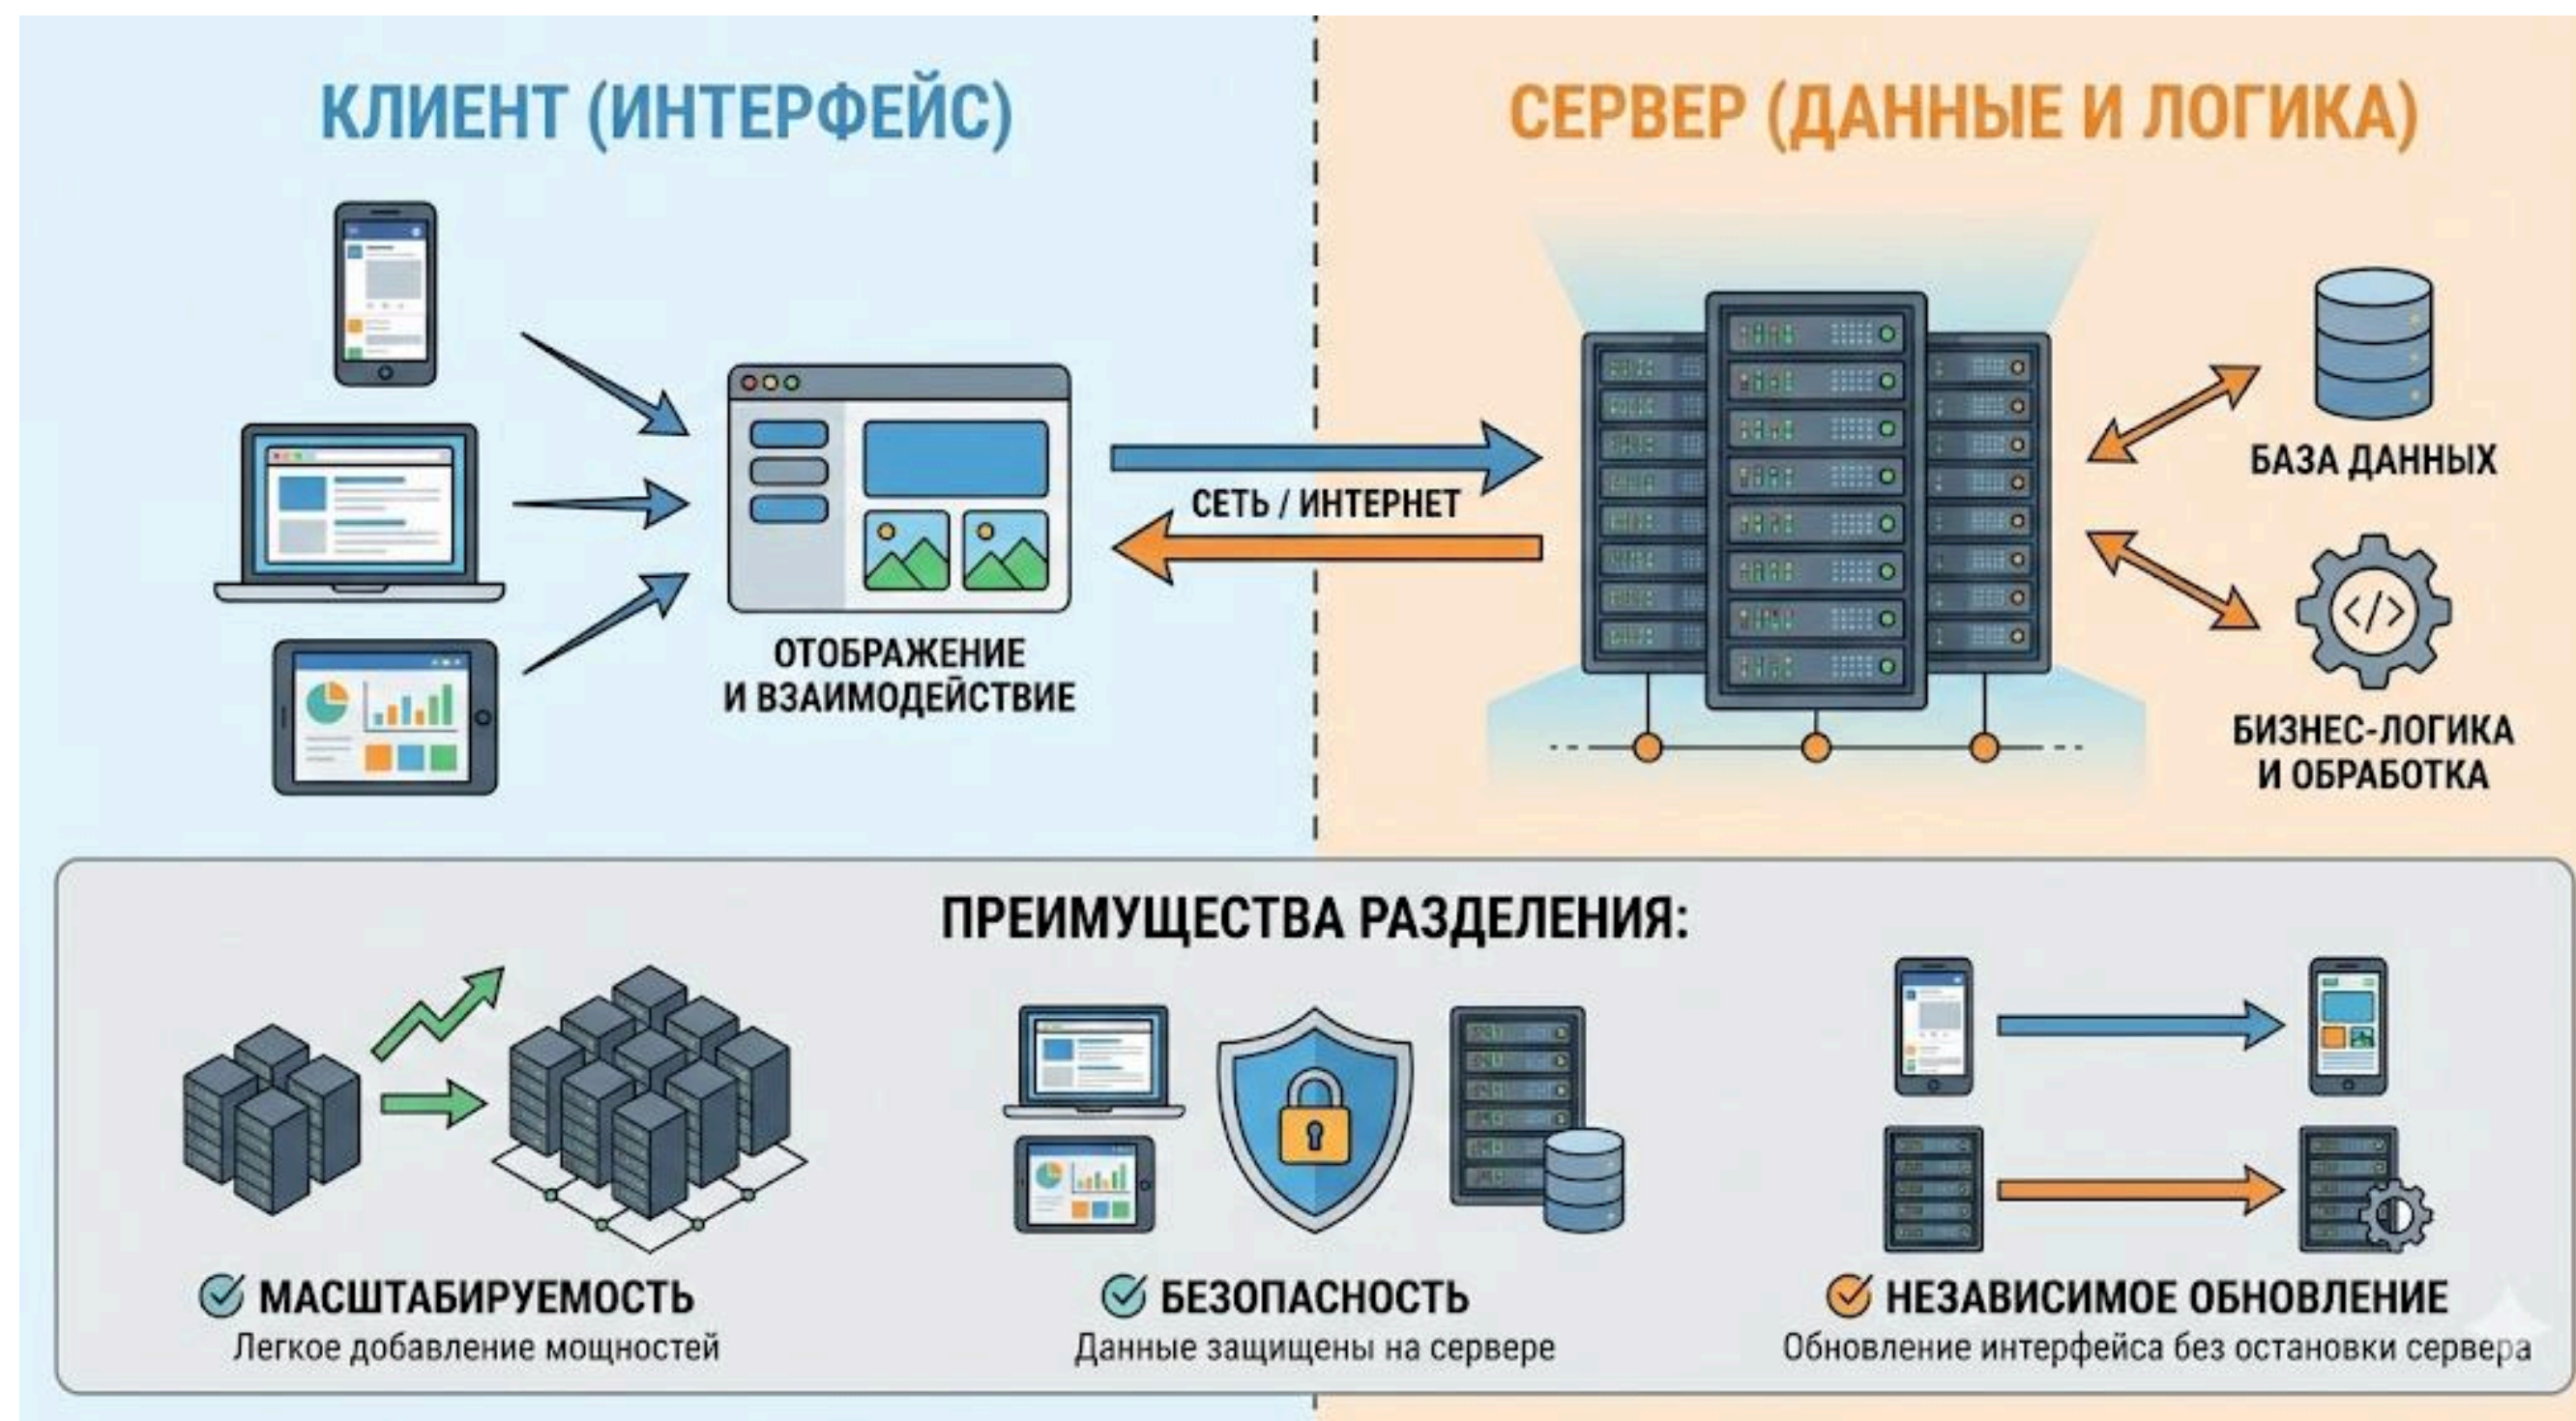 КЛИЕНТ (ИНТЕРФЕЙС)
СЕРВЕР (ДАННЫЕ И ЛОГИКА)
ОТОБРАЖЕНИЕ
И ВЗАИМОДЕЙСТВИЕ
СЕТЬ / ИНТЕРНЕТ
БАЗА ДАННЫХ
</>
БИЗНЕС-ЛОГИКА
И ОБРАБОТКА
ПРЕИМУЩЕСТВА РАЗДЕЛЕНИЯ:
МАСШТАБИРУЕМОСТЬ
Легкое добавление мощностей
БЕЗОПАСНОСТЬ
Данные защищены на сервере
НЕЗАВИСИМОЕ ОБНОВЛЕНИЕ
Обновление интерфейса без остановки сервера